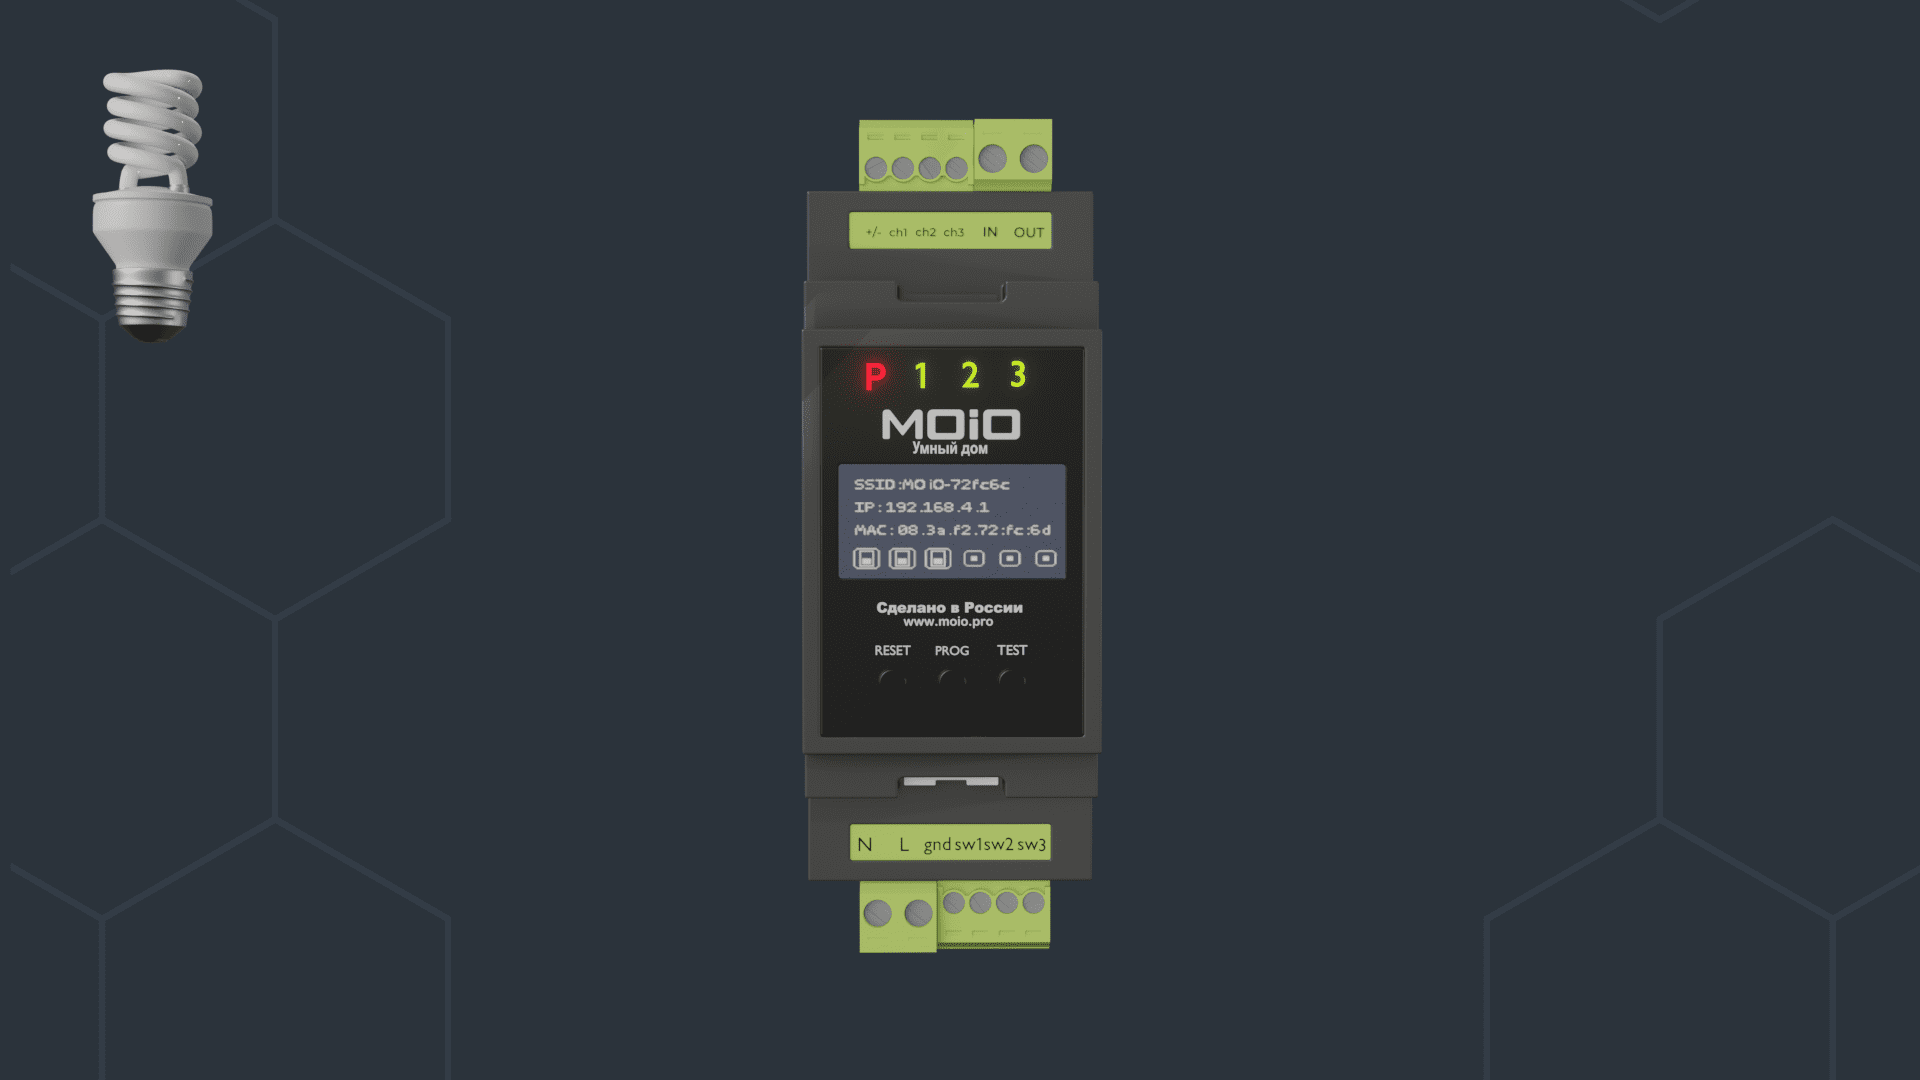 +/- ch1 ch2 ch3 IN OUT
P 1 2 3
MOiO
Умный дом
SSID:MOiO-72fc6c
IP:192.168.4.1
MAC:08.3a.f2.72:fc:6d
Сделано в России
www.moio.pro
RESET PROG TEST
N L gnd sw1 sw2 sw3